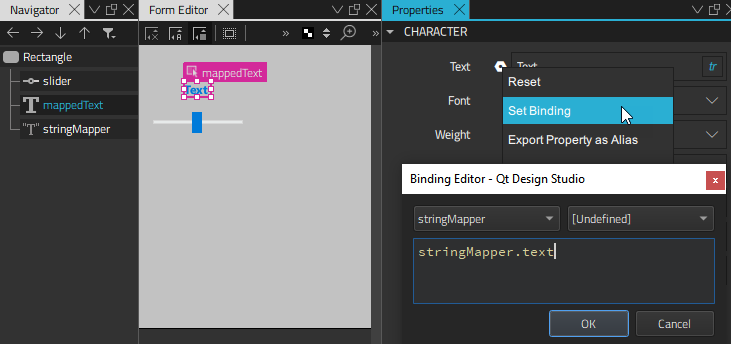 Navigator
Rectangle
slider
mappedText
"T" stringMapper
Form Editor
mappedText
Text
Properties
CHARACTER
Text
Text
tr
Font
Weight
Reset
Set Binding
Export Property as Alias
Binding Editor - Qt Design Studio
stringMapper
[Undefined]
stringMapper.text
OK
Cancel